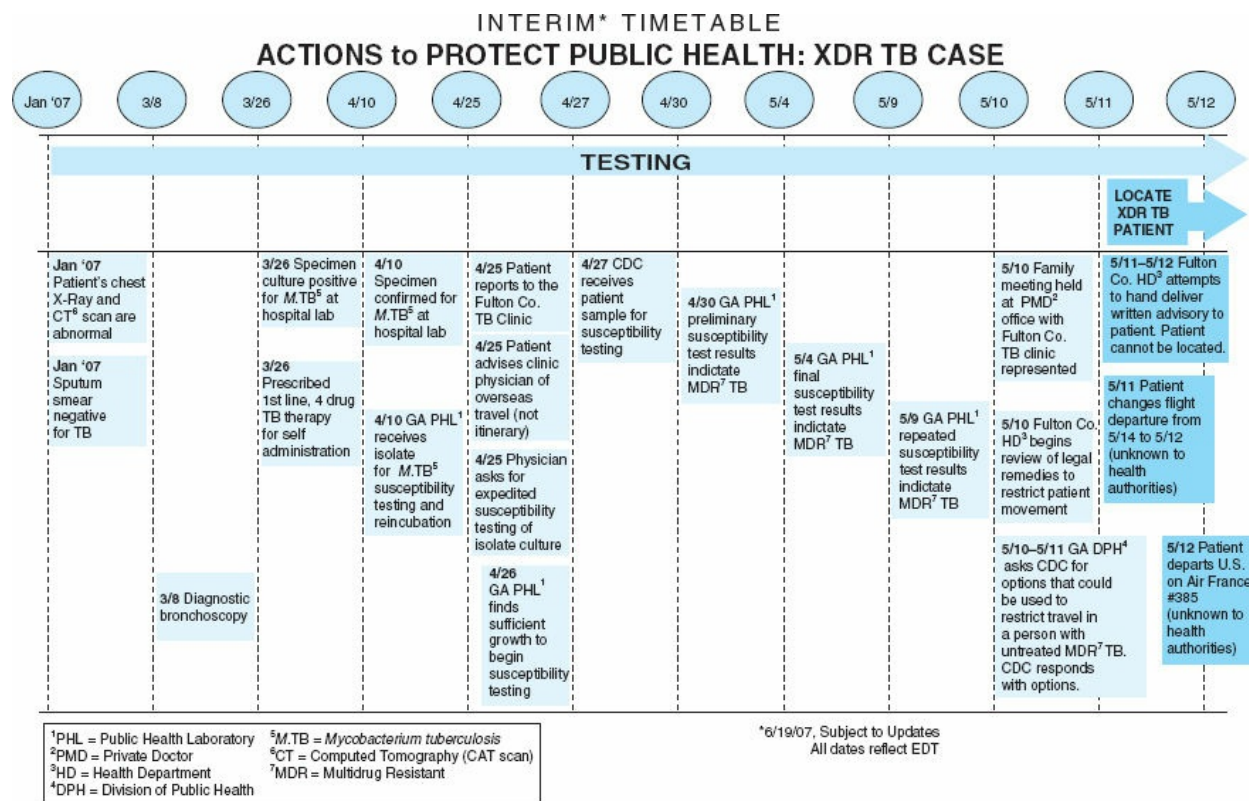 INTERIM* TIMETABLE
ACTIONS to PROTECT PUBLIC HEALTH: XDR TB CASE
Jan '07
3/8
3/26
4/10
4/25
4/27
4/30
5/4
5/9
5/10
5/11
5/12
TESTING
LOCATE
XDR TB
PATIENT
Jan '07
Patient's chest
X-Ray and
CT⁶ scan are
abnormal
Jan '07
Sputum
smear
negative
for TB
3/8 Diagnostic
bronchoscopy
3/26 Specimen
culture positive
for M.TB⁵ at
hospital lab
3/26
Prescribed
1st line, 4 drug
TB therapy
for self
administration
4/10
Specimen
confirmed for
M.TB⁵ at
hospital lab
4/10 GA PHL¹
receives
isolate
for M.TB⁵
susceptibility
testing and
reincubation
4/25 Patient
reports to the
Fulton Co.
TB Clinic
4/25 Patient
advises clinic
physician of
overseas
travel (not
itinerary)
4/25 Physician
asks for
expedited
susceptibility
testing of
isolate culture
4/26
GA PHL¹
finds
sufficient
growth to
begin
susceptibility
testing
4/27 CDC
receives
patient
sample for
susceptibility
testing
4/30 GA PHL¹
preliminary
susceptibility
test results
indictate
MDR⁷ TB
5/4 GA PHL¹
final
susceptibility
test results
indictate
MDR⁷ TB
5/9 GA PHL¹
repeated
susceptibility
test results
indictate
MDR⁷ TB
5/10 Family
meeting held
at PMD²
office with
Fulton Co.
TB clinic
represented
5/10 Fulton Co.
HD³ begins
review of legal
remedies to
restrict patient
movement
5/10–5/11 GA DPH⁴
asks CDC for
options that could
be used to
restrict travel in
a person with
untreated MDR⁷ TB.
CDC responds
with options.
5/11–5/12 Fulton
Co. HD³ attempts
to hand deliver
written advisory to
patient. Patient
cannot be located.
5/11 Patient
changes flight
departure from
5/14 to 5/12
(unknown to
health
authorities)
5/12 Patient
departs U.S.
on Air France
#385
(unknown to
health
authorities)
¹PHL = Public Health Laboratory
²PMD = Private Doctor
³HD = Health Department
⁴DPH = Division of Public Health
⁵M.TB = Mycobacterium tuberculosis
⁶CT = Computed Tomography (CAT scan)
⁷MDR = Multidrug Resistant
*6/19/07, Subject to Updates
All dates reflect EDT